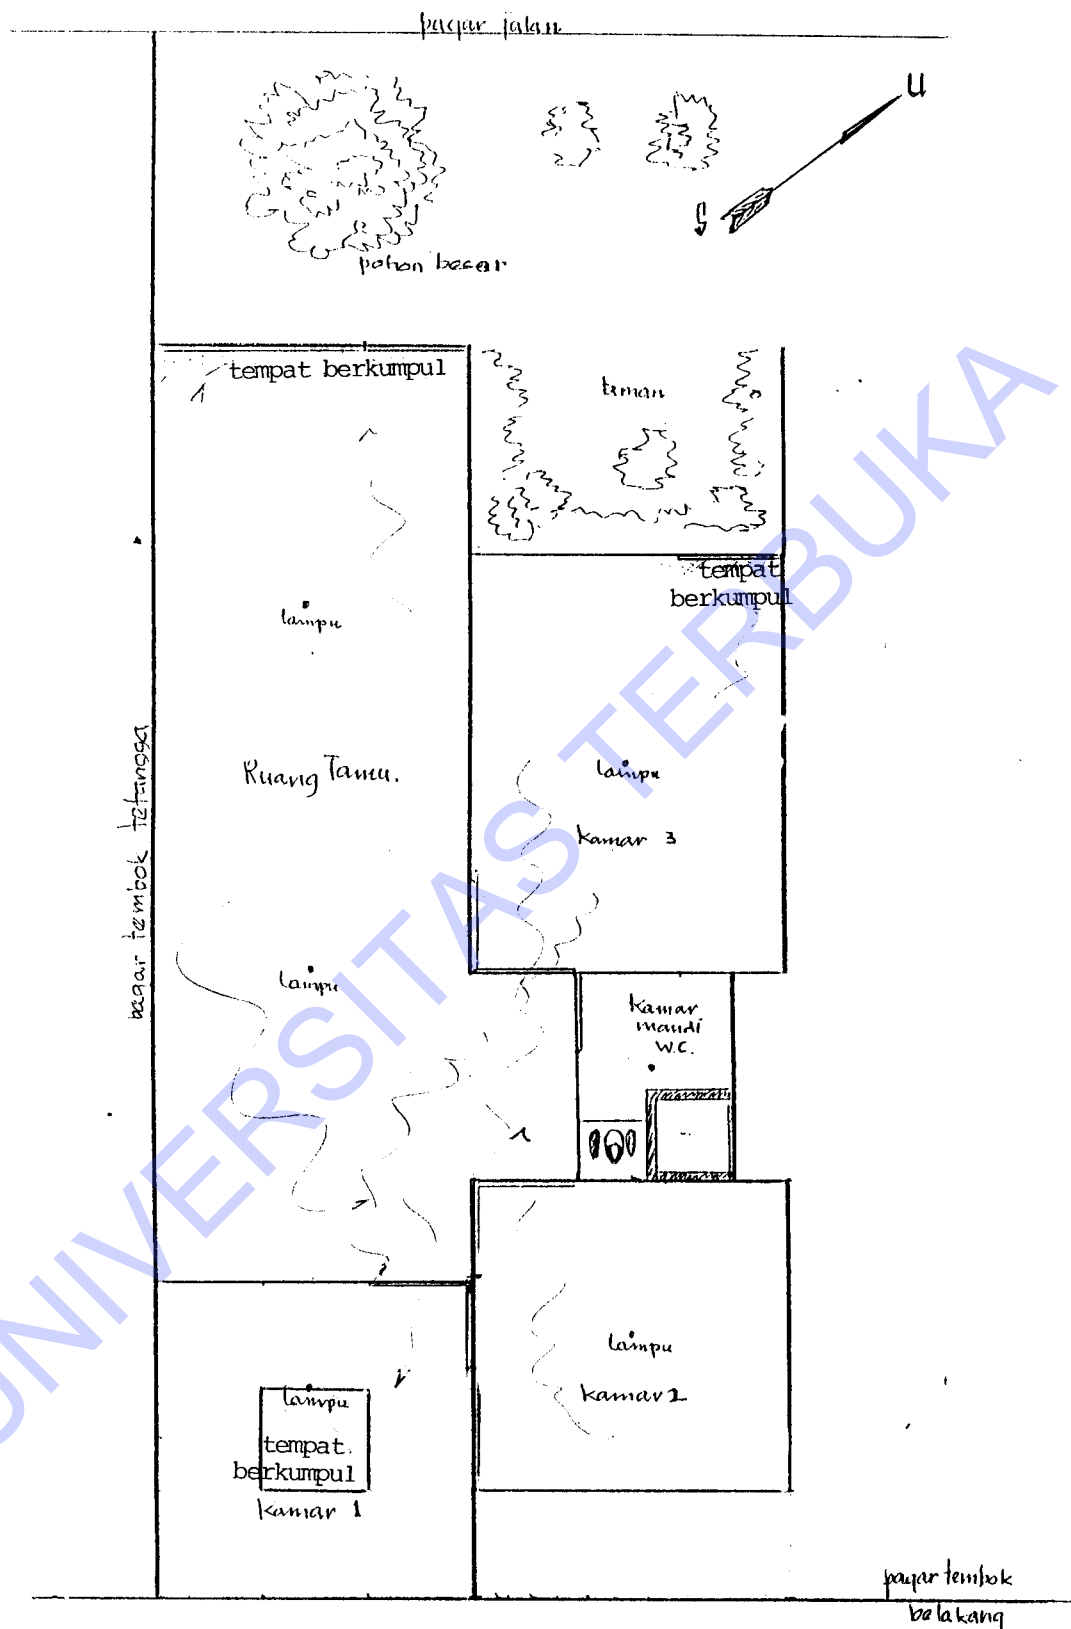 pagar jalan
U
S
pohon besar
tempat berkumpul
taman
tempat
berkumpul
lampu
Ruang Tamu.
lampu
kamar 3
pagar tembok tetangga
lampu
Kamar
mandi
W.C.
lampu
kamar 2
lampu
tempat
berkumpul
kamar 1
pagar tembok
belakang
UNIVERSITAS TERBUKA